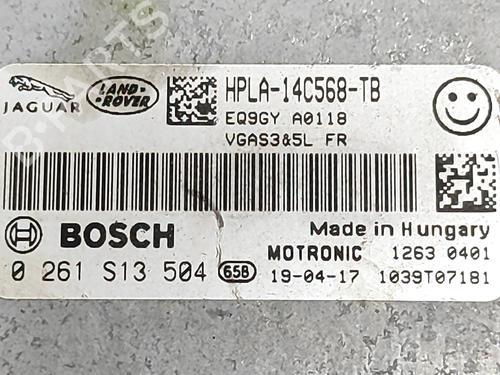 JAGUAR
LAND-
ROVER
HPLA-14C568-TB
EQ9GY A0118
VGAS3&5L FR
BOSCH
Made in Hungary
MOTRONIC 1263 0401
0 261 S13 504 658
19-04-17 1039T07181
B-PARTS